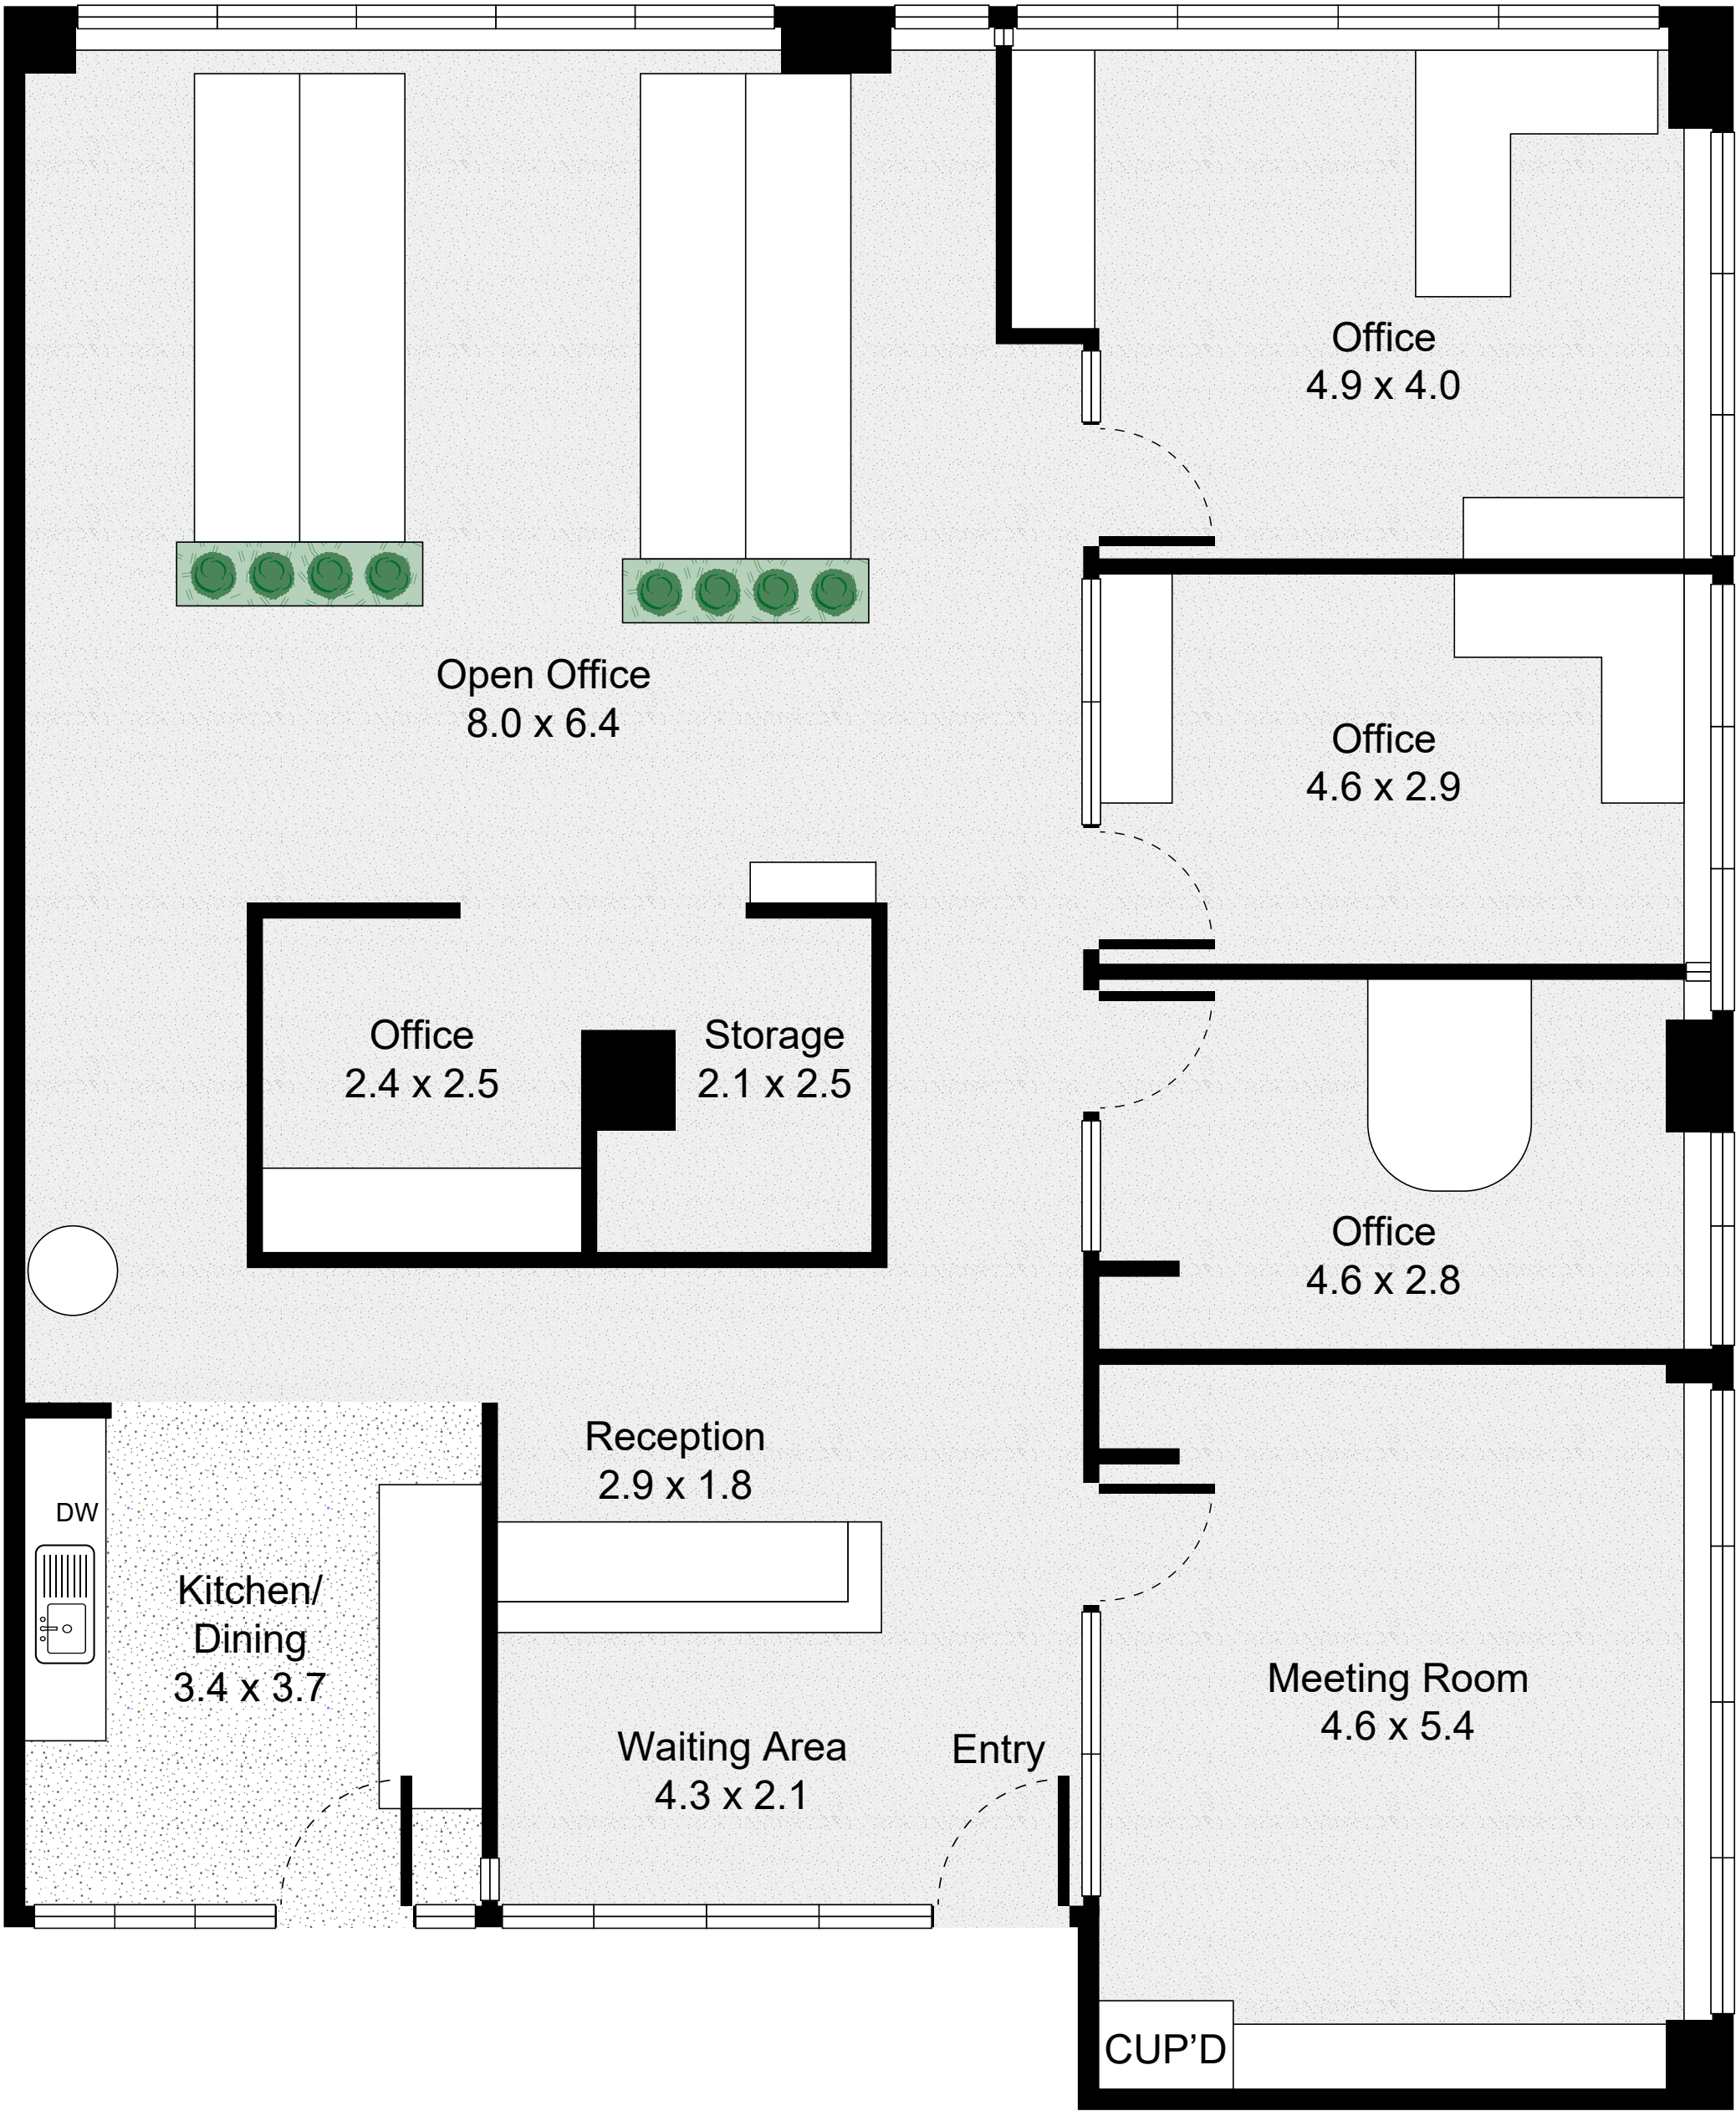 Office
4.9 x 4.0
Open Office
8.0 x 6.4
Office
4.6 x 2.9
Office
2.4 x 2.5
Storage
2.1 x 2.5
Office
4.6 x 2.8
Reception
2.9 x 1.8
DW
Kitchen/
Dining
3.4 x 3.7
Waiting Area
4.3 x 2.1
Entry
Meeting Room
4.6 x 5.4
CUP’D